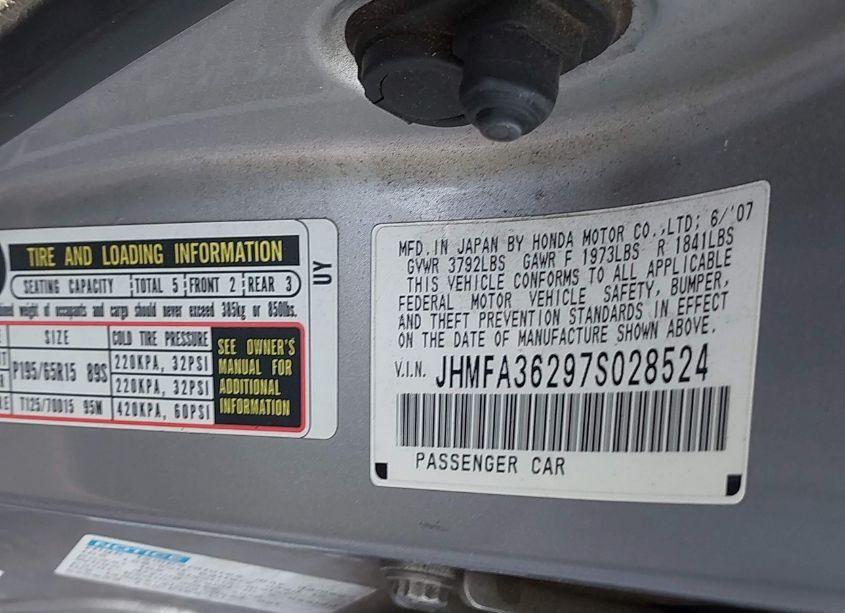 TIRE AND LOADING INFORMATION
SEATING CAPACITY TOTAL 5 FRONT 2 REAR 3
weight of occupants and cargo should never exceed 385kg or 850lbs.
SIZE COLD TIRE PRESSURE
P195/65R15 89S
220KPA, 32PSI
220KPA, 32PSI
T125/70D15 95M 420KPA, 60PSI
SEE OWNER'S
MANUAL FOR
ADDITIONAL
INFORMATION
UY
MFD. IN JAPAN BY HONDA MOTOR CO.,LTD; 6/'07
GVWR 3792LBS GAWR F 1973LBS R 1841LBS
THIS VEHICLE CONFORMS TO ALL APPLICABLE
FEDERAL MOTOR VEHICLE SAFETY, BUMPER,
AND THEFT PREVENTION STANDARDS IN EFFECT
ON THE DATE OF MANUFACTURE SHOWN ABOVE.
V.I.N. JHMFA36297S028524
PASSENGER CAR
NOTICE